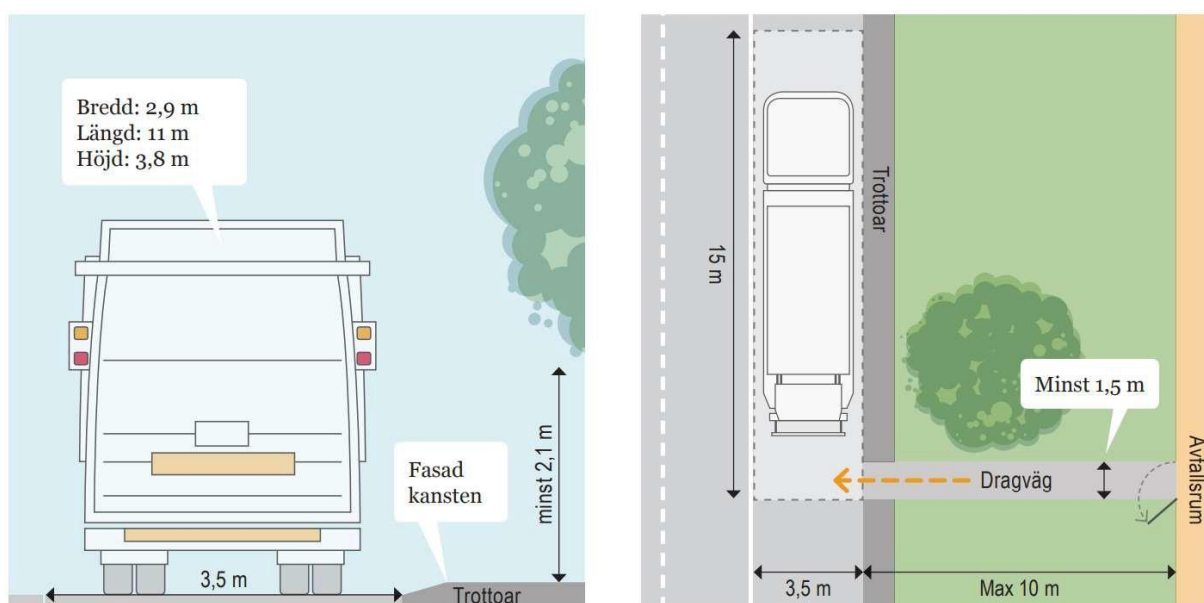 Bredd: 2,9 m
Längd: 11 m
Höjd: 3,8 m
minst 2,1 m
Fasad
kansten
3,5 m
Trottoar
15 m
Trottoar
Minst 1,5 m
Dragväg
Avfallsrum
3,5 m
Max 10 m